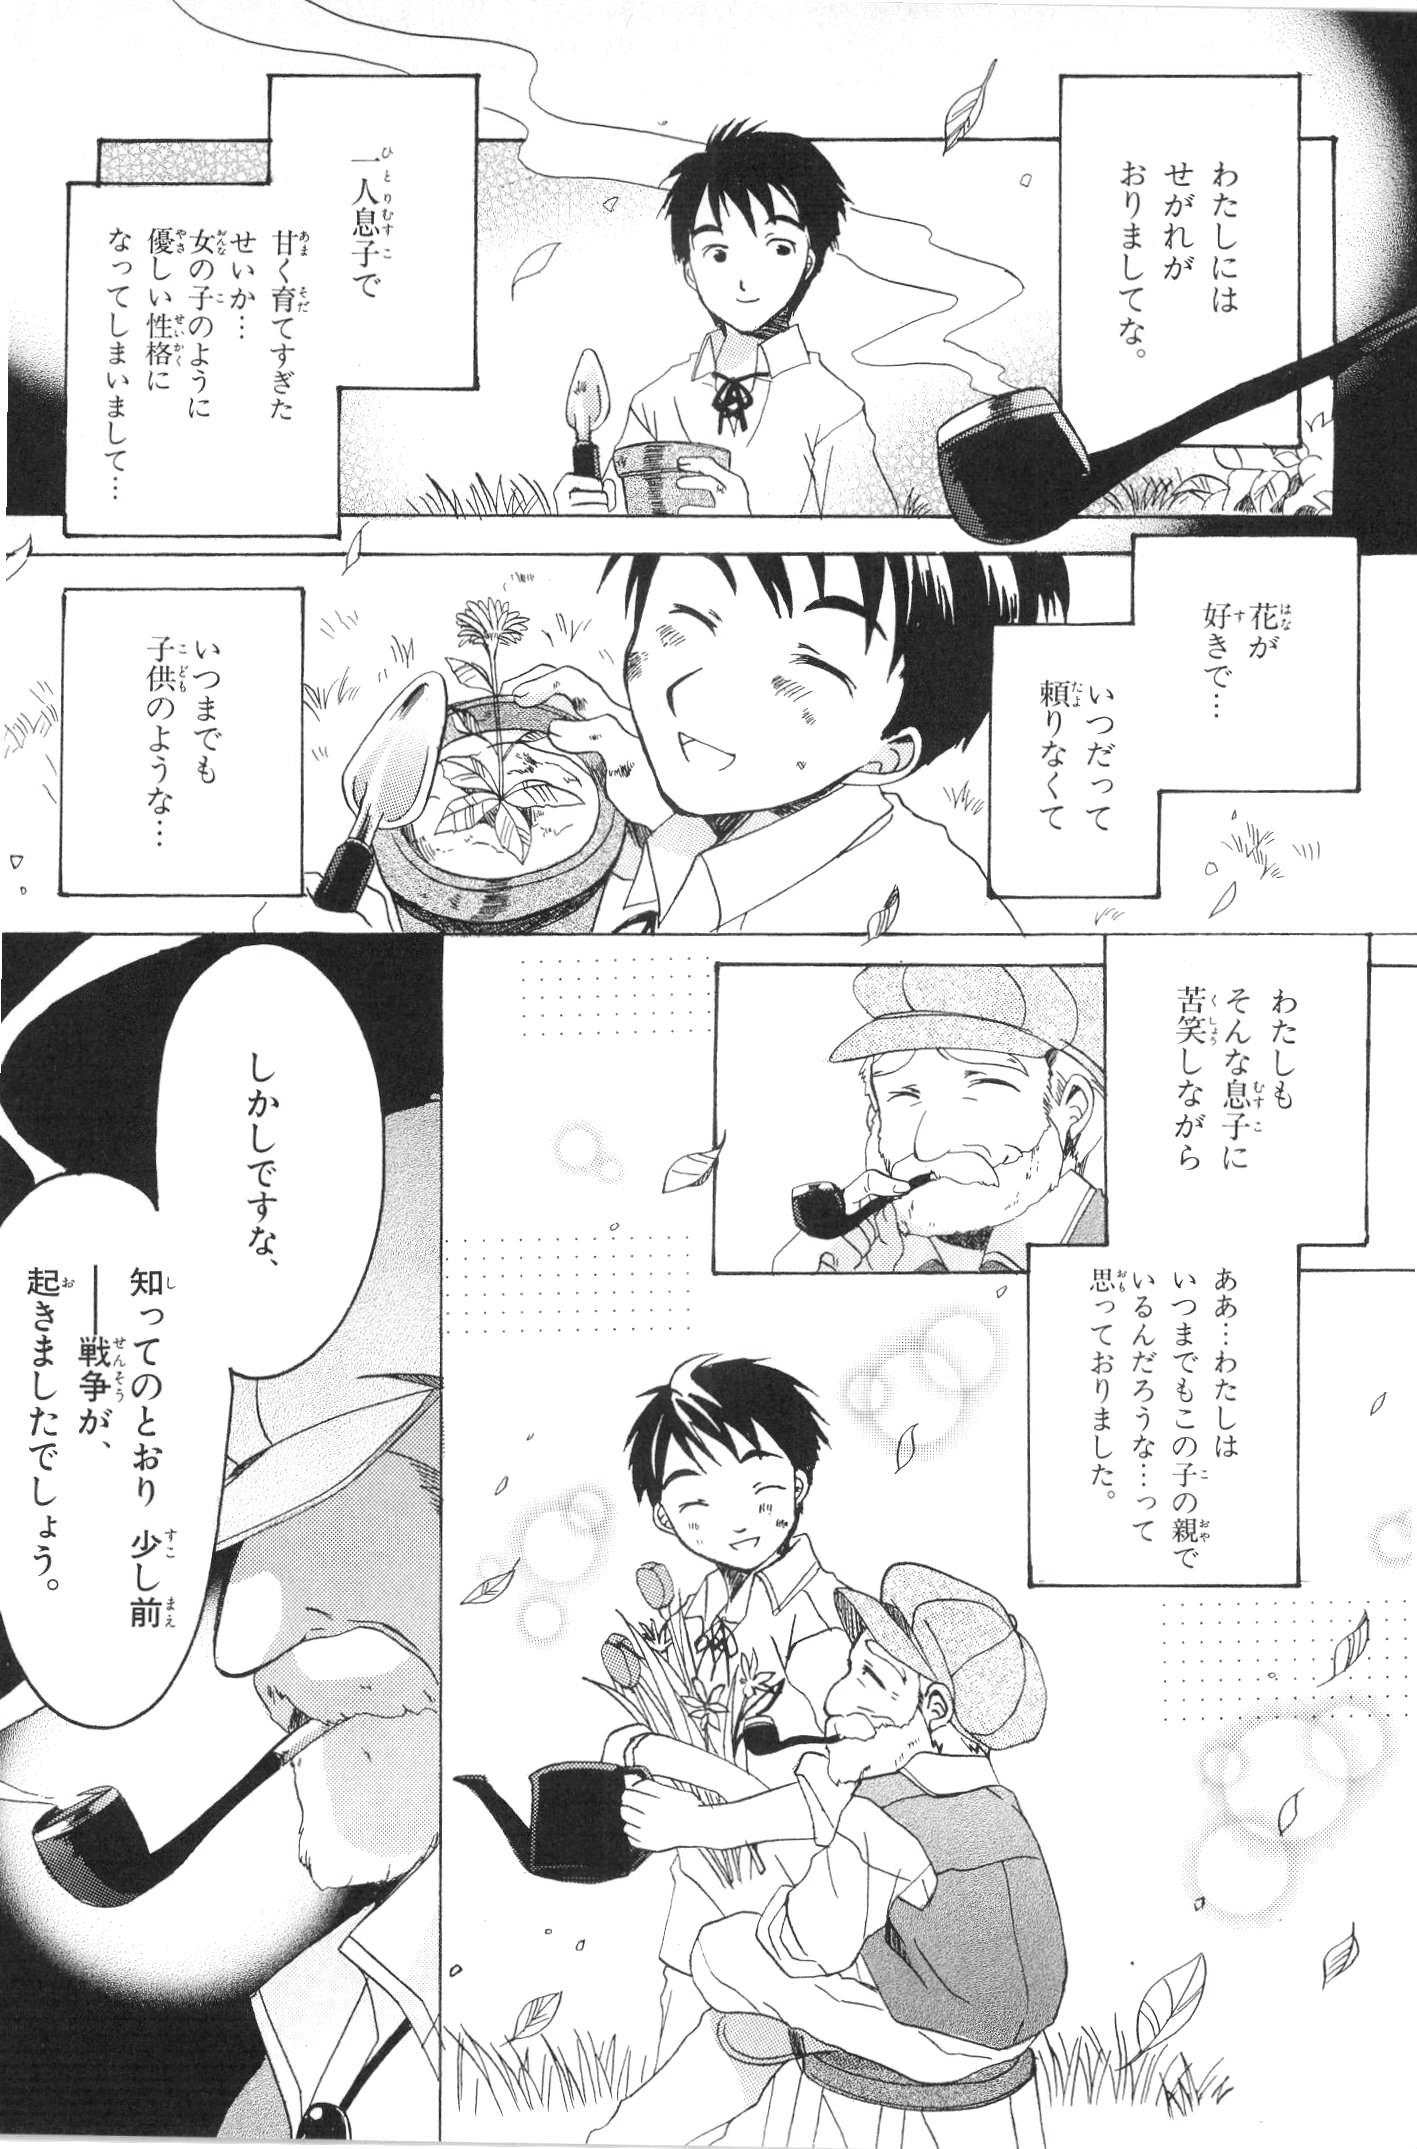 わたしには
せがれが
おりましてな。
一人息子で
甘く育てすぎた
せいか…
女の子のように
優しい性格に
なってしまいまして…
花が
好きで…
いつだって
頼りなくて
いつまでも
子供のような…
わたしも
そんな息子に
苦笑しながら
ああ…わたしは
いつまでもこの子の親で
いるんだろうな…って
思っておりました。
しかしですな、
知ってのとおり 少し前
――戦争が、
起きましたでしょう。